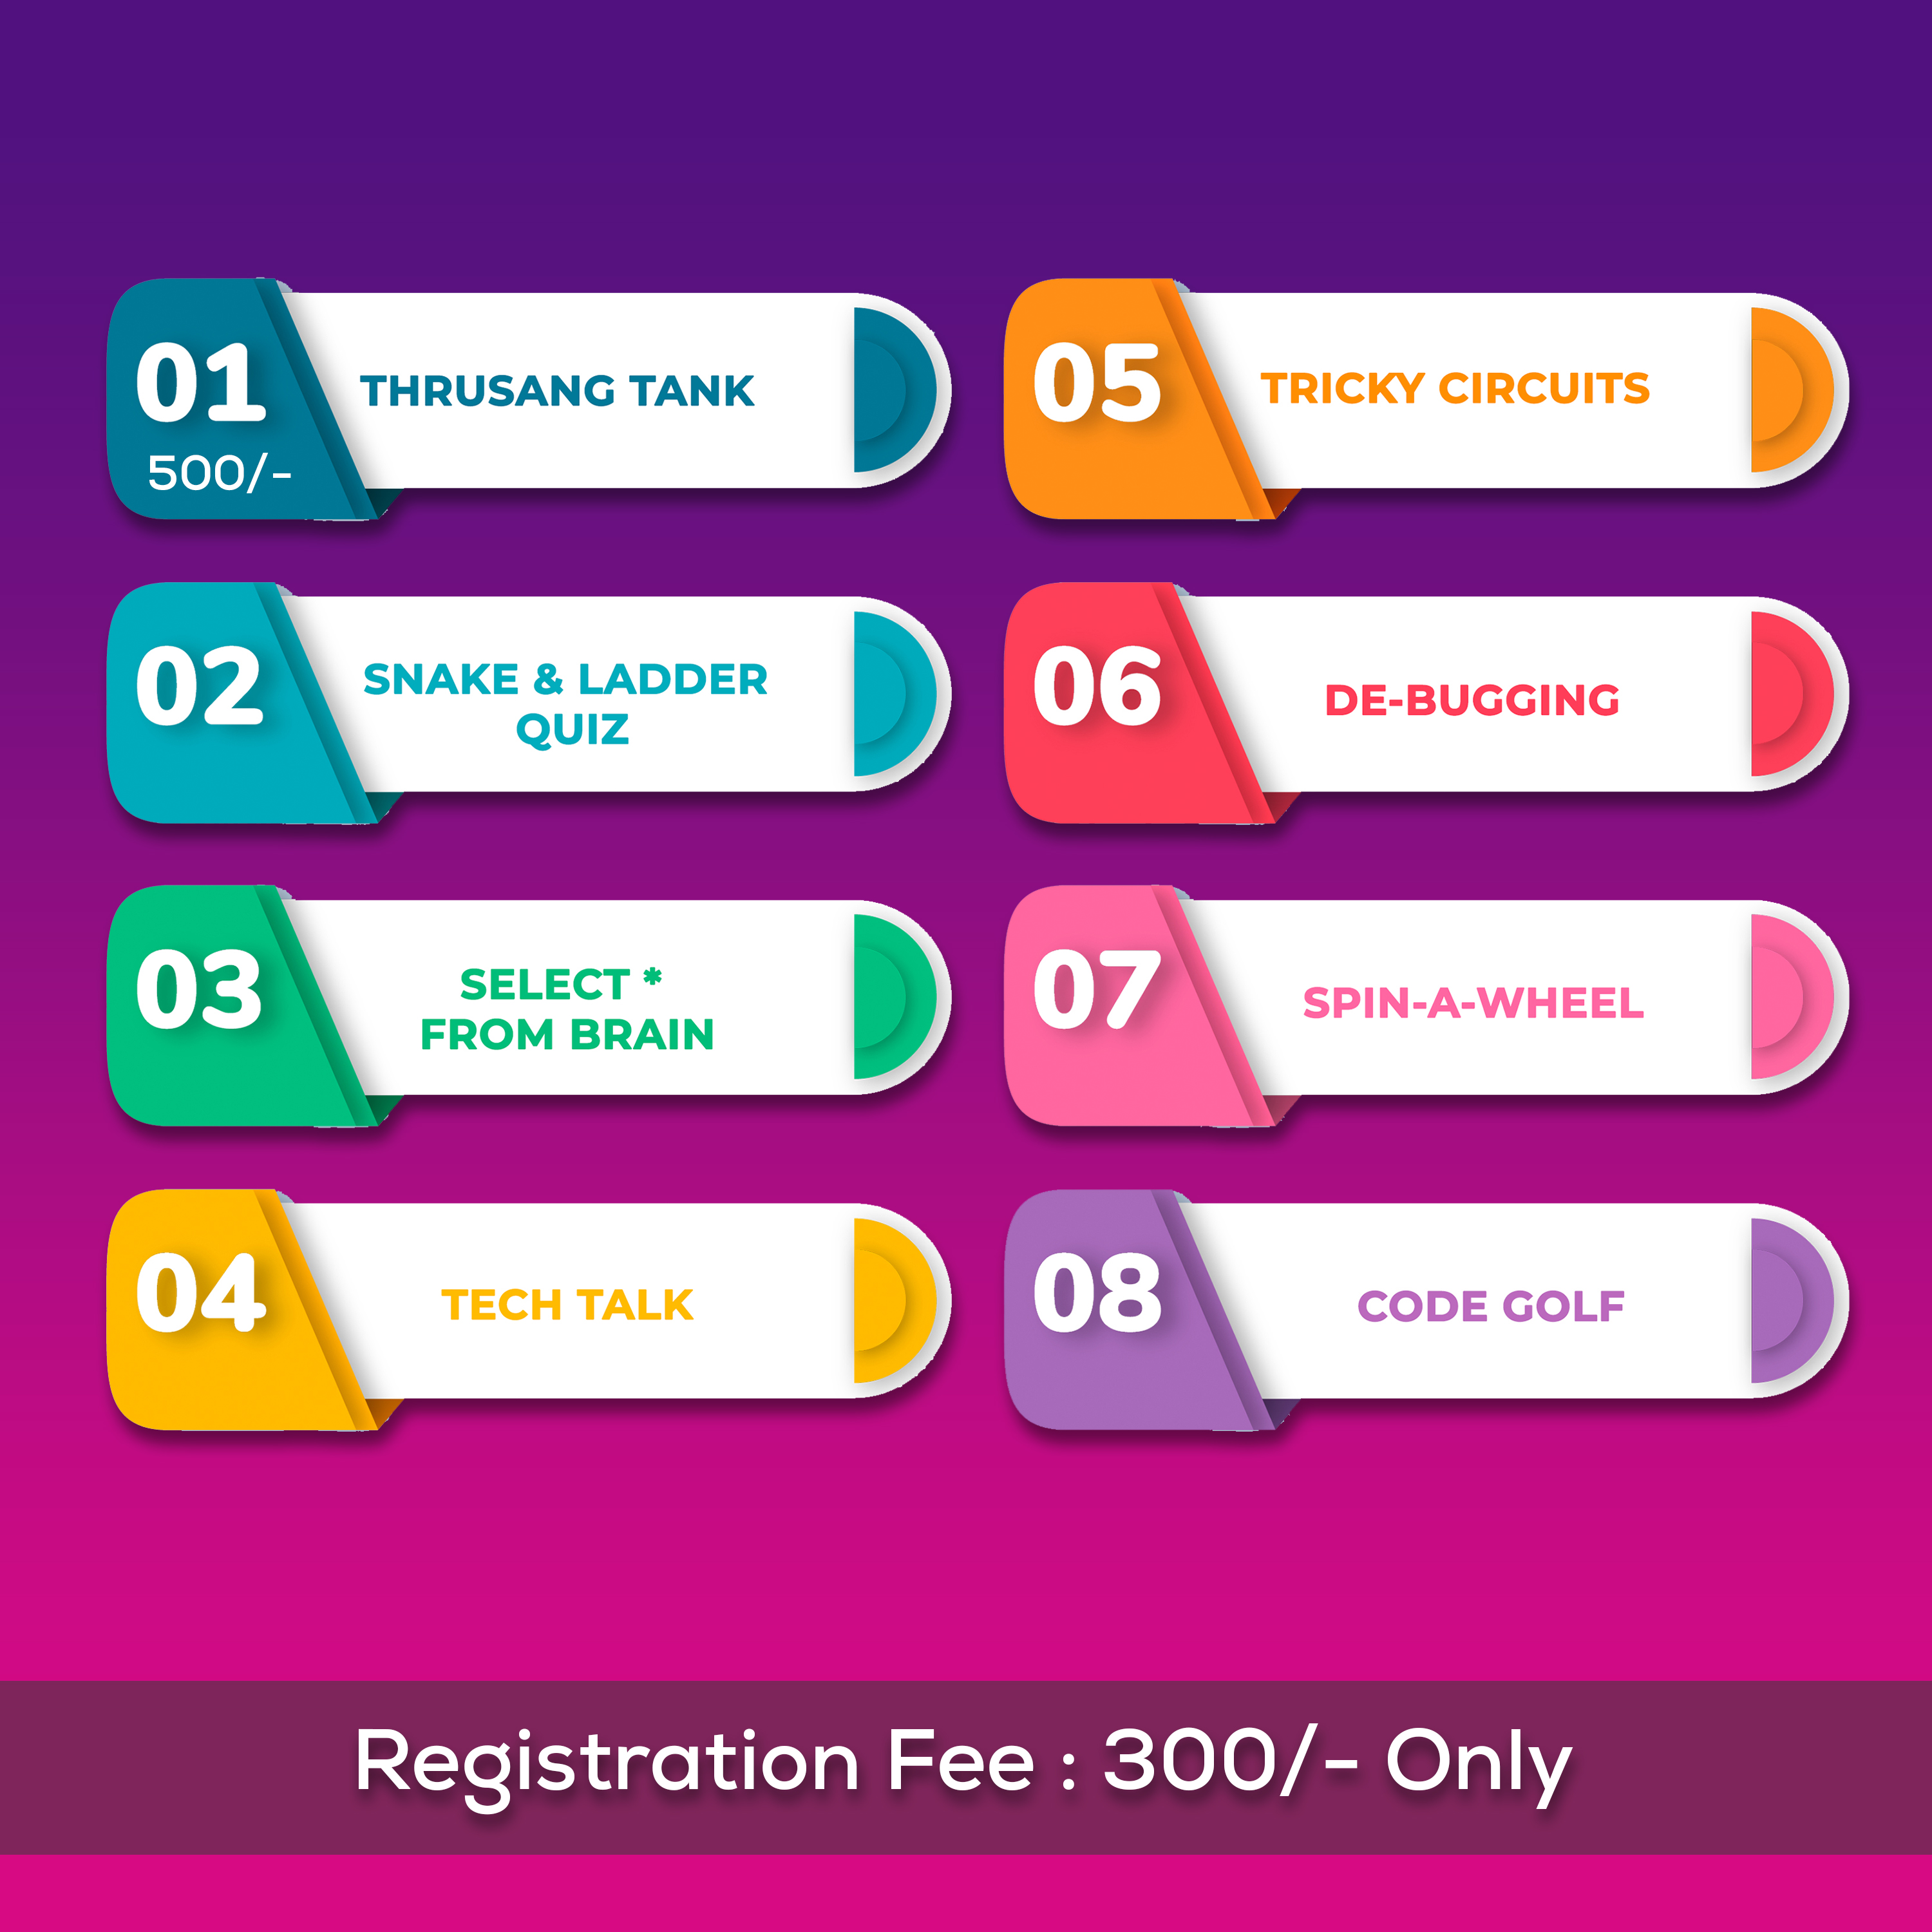 01
THRUSANG TANK
500/-
02
SNAKE & LADDER
QUIZ
03
SELECT *
FROM BRAIN
04
TECH TALK
05
TRICKY CIRCUITS
06
DE-BUGGING
07
SPIN-A-WHEEL
08
CODE GOLF
Registration Fee : 300/- Only